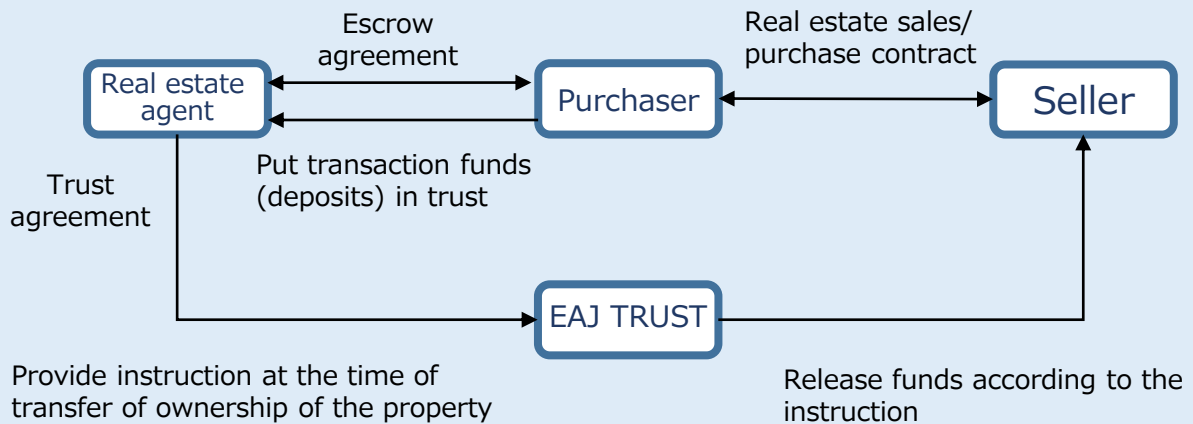 Escrow
agreement
Real estate sales/
purchase contract
Real estate
agent
Purchaser
Seller
Put transaction funds
(deposits) in trust
Trust
agreement
EAJ TRUST
Provide instruction at the time of
transfer of ownership of the property
Release funds according to the
instruction